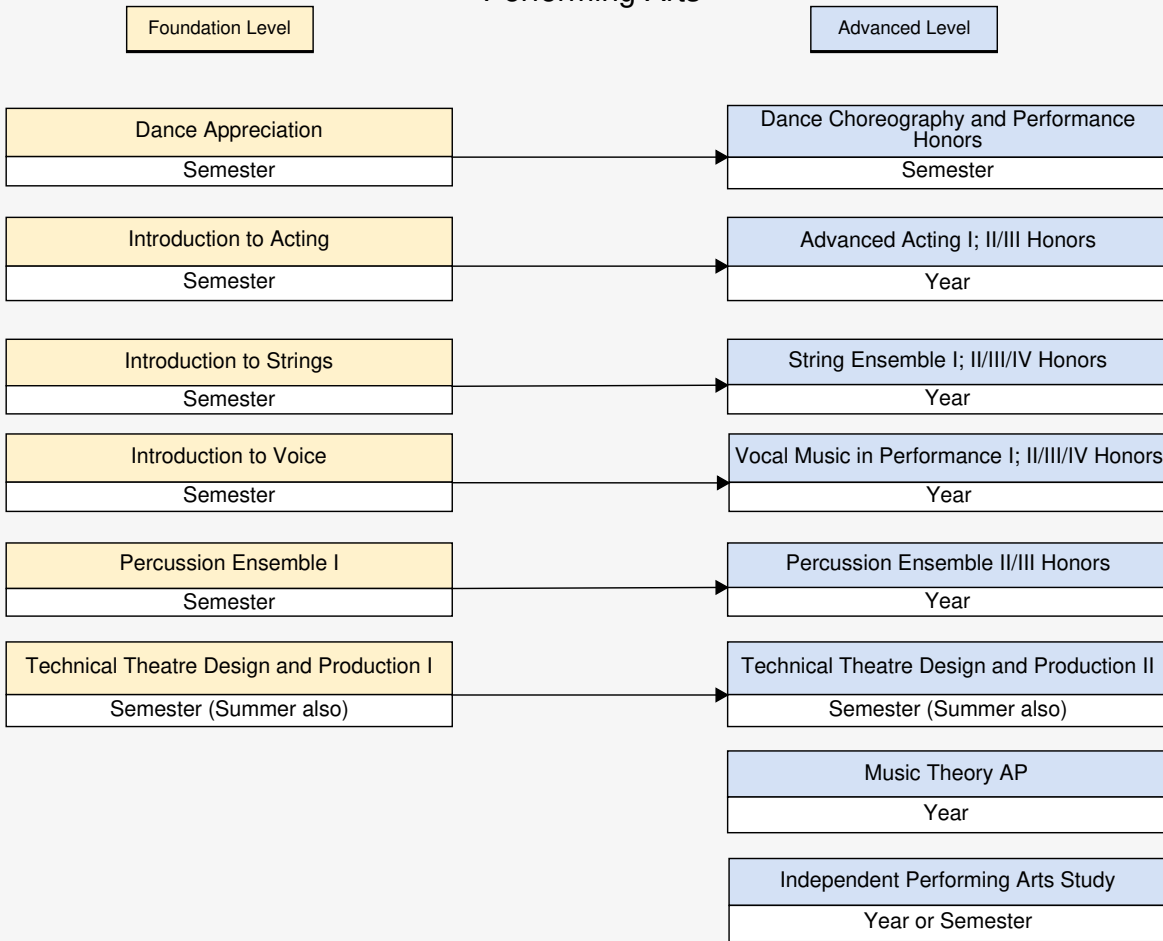 Performing Arts
Foundation Level
Advanced Level
Dance Appreciation
Semester
Dance Choreography and Performance
Honors
Semester
Introduction to Acting
Semester
Advanced Acting I; II/III Honors
Year
Introduction to Strings
Semester
String Ensemble I; II/III/IV Honors
Year
Introduction to Voice
Semester
Vocal Music in Performance I; II/III/IV Honors
Year
Percussion Ensemble I
Semester
Percussion Ensemble II/III Honors
Year
Technical Theatre Design and Production I
Semester (Summer also)
Technical Theatre Design and Production II
Semester (Summer also)
Music Theory AP
Year
Independent Performing Arts Study
Year or Semester